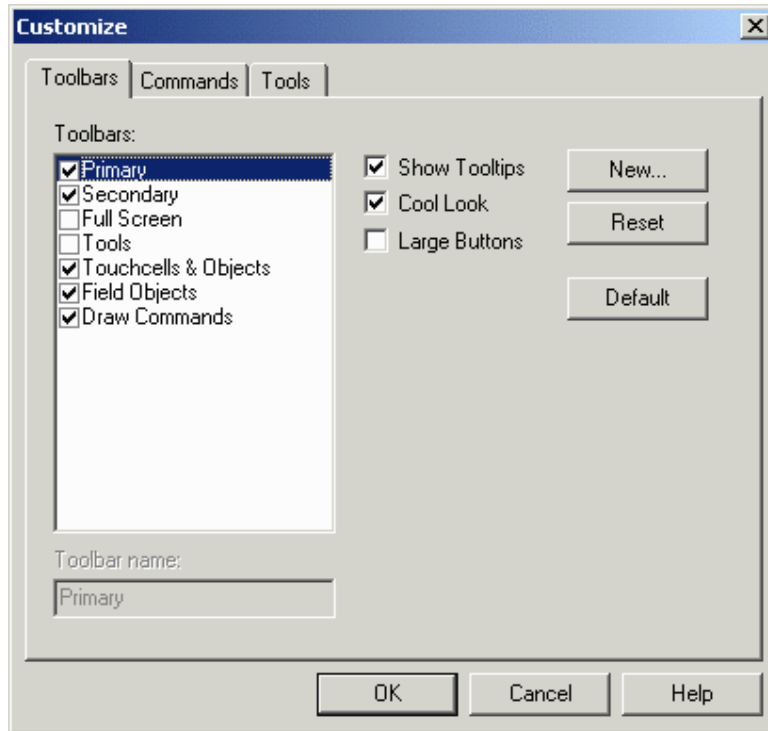 Customize
Toolbars Commands Tools
Toolbars:
Primary
Secondary
Full Screen
Tools
Touchcells & Objects
Field Objects
Draw Commands
Show Tooltips
Cool Look
Large Buttons
New...
Reset
Default
Toolbar name:
Primary
OK Cancel Help